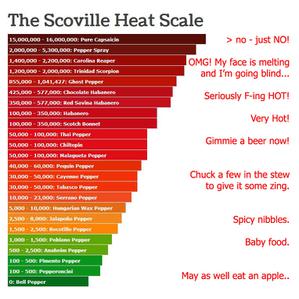 The Scoville Heat Scale
15,000,000 - 16,000,000: Pure Capsaicin
> no - just NO!
2,000,000 - 5,300,000: Pepper Spray
1,400,000 - 2,200,000: Carolina Reaper
OMG! My face is melting
1,200,000 - 2,000,000: Trinidad Scorpion
and I'm going blind...
855,000 - 1,041,427: Ghost Pepper
425,000 - 577,000: Chocolate Habanero
Seriously F-ing HOT!
350,000 - 577,000: Red Savina Habanero
100,000 - 350,000: Habanero
Very Hot!
100,000 - 350,000: Scotch Bonnet
50,000 - 100,000: Thai Pepper
Gimmie a beer now!
50,000 - 100,000: Chiltepin
50,000 - 100,000: Malagueta Pepper
40,000 - 60,000: Pequin Pepper
30,000 - 50,000: Cayenne Pepper
Chuck a few in the stew
30,000 - 50,000: Tabasco Pepper
to give it some zing.
10,000 - 23,000: Serrano Pepper
5,000 - 10,000: Hungarian Wax Pepper
2,500 - 8,000: Jalapeño Pepper
Spicy nibbles.
1,500 - 2,500: Rocotillo Pepper
1,000 - 1,500: Poblano Pepper
Baby food.
500 - 2,500: Anaheim Pepper
100 - 500: Pimento Pepper
100 - 500: Pepperoncini
May as well eat an apple..
0: Bell Pepper